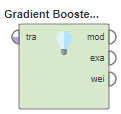 Gradient Booste...
tra mod
exa
wei